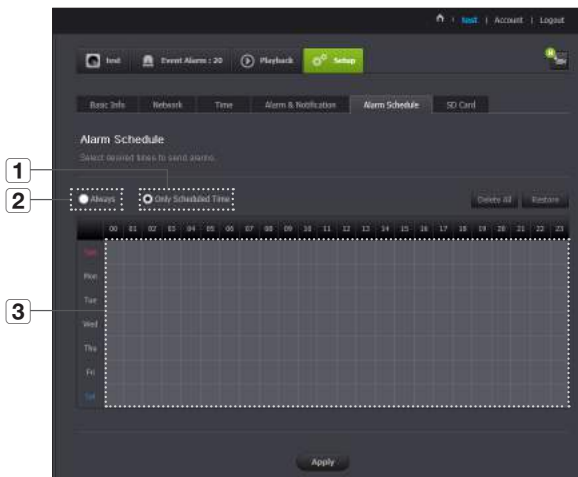 test | Account | Logout
test Event Alarm : 20 Playback Setup
Basic Info Network Time Alarm & Notification Alarm Schedule SD Card
Alarm Schedule
Select desired times to send alarms.
1
2
Always Only Scheduled Time Delete All Restore
00 01 02 03 04 05 06 07 08 09 10 11 12 13 14 15 16 17 18 19 20 21 22 23
Sun
Mon
Tue
3
Wed
Thu
Fri
Sat
Apply